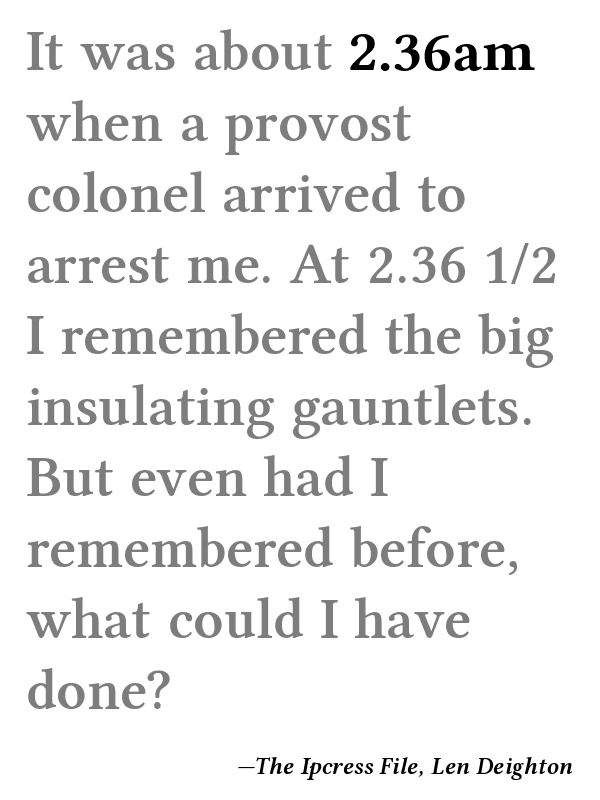 It was about 2.36am
when a provost
colonel arrived to
arrest me. At 2.36 1/2
I remembered the big
insulating gauntlets.
But even had I
remembered before,
what could I have
done?
—The Ipcress File, Len Deighton